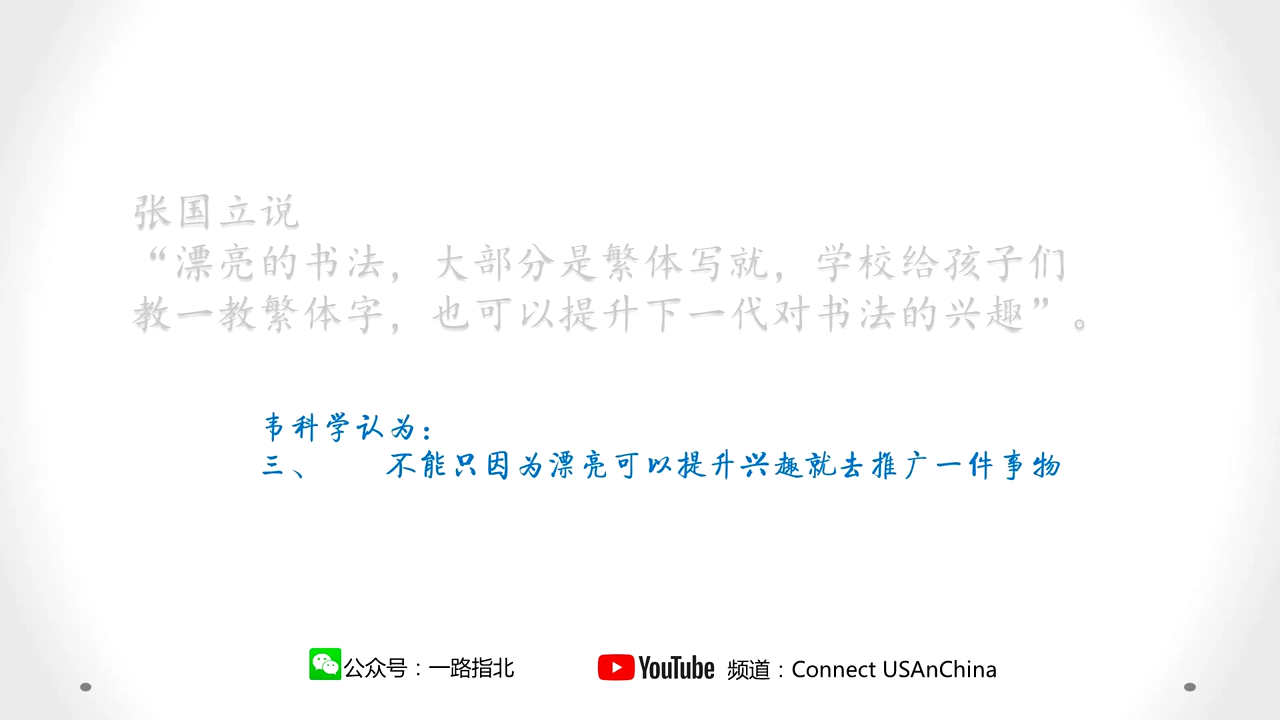 张国立说
“漂亮的书法，大部分是繁体写就，学校给孩子们
教一教繁体字，也可以提升下一代对书法的兴趣”。
韦科学认为：
三、 不能只因为漂亮可以提升兴趣就去推广一件事物
公众号：一路指北
YouTube 频道：Connect USAnChina